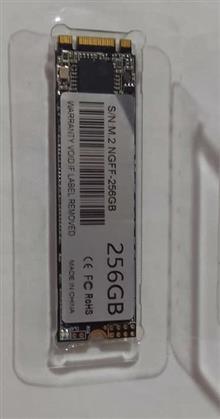 S/N:M.2 NGFF-256GB
WARRANTY VOID IF LABEL REMOVED
256GB
CE FC RoHS
MADE IN CHINA